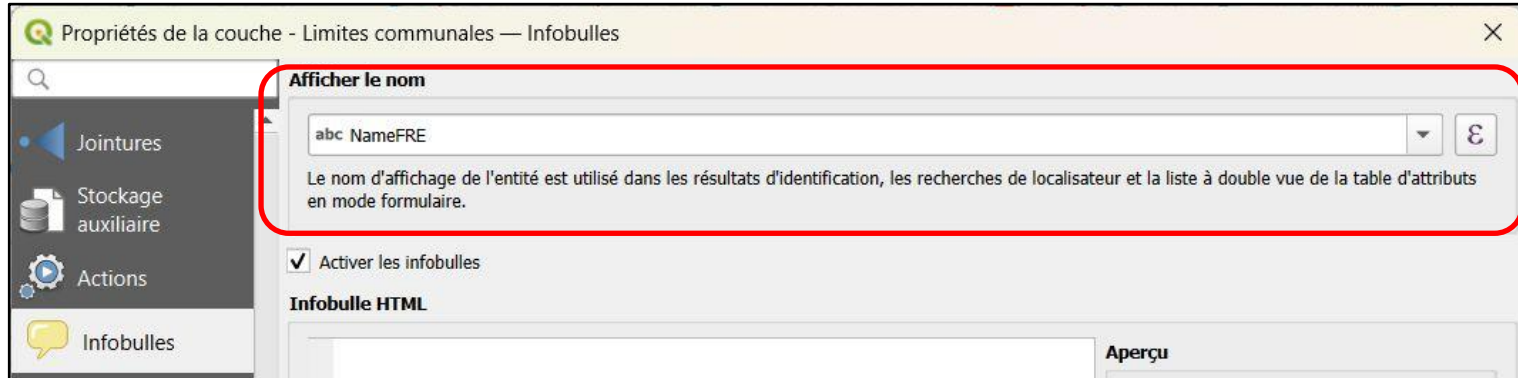 Propriétés de la couche - Limites communales — Infobulles
Afficher le nom
Jointures
abc NameFRE
ε
Le nom d'affichage de l'entité est utilisé dans les résultats d'identification, les recherches de localisateur et la liste à double vue de la table d'attributs
en mode formulaire.
Stockage
auxiliaire
Activer les infobulles
Actions
Infobulle HTML
Infobulles
Aperçu